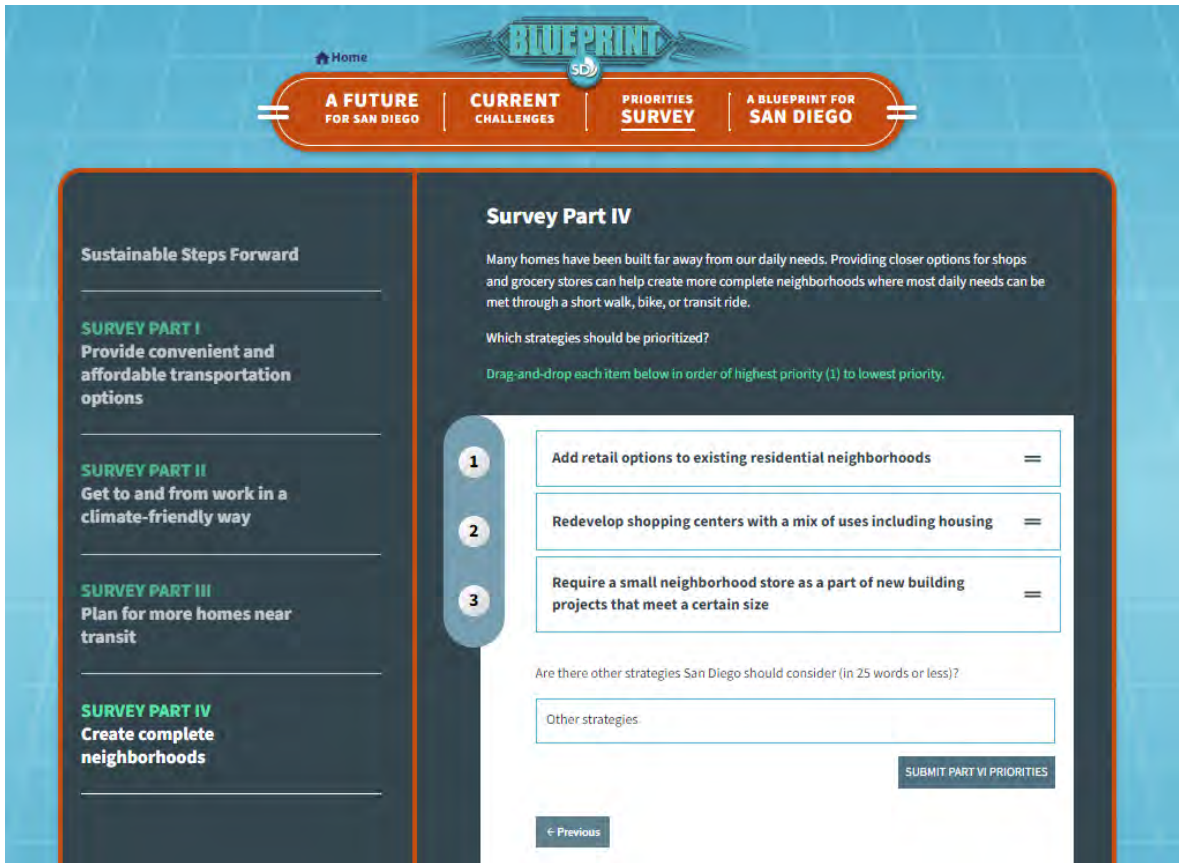 BLUEPRINT
SD
Home
A FUTURE
FOR SAN DIEGO
CURRENT
CHALLENGES
PRIORITIES
SURVEY
A BLUEPRINT FOR
SAN DIEGO
Sustainable Steps Forward
SURVEY PART I
Provide convenient and
affordable transportation
options
SURVEY PART II
Get to and from work in a
climate-friendly way
SURVEY PART III
Plan for more homes near
transit
SURVEY PART IV
Create complete
neighborhoods
Survey Part IV
Many homes have been built far away from our daily needs. Providing closer options for shops
and grocery stores can help create more complete neighborhoods where most daily needs can be
met through a short walk, bike, or transit ride.
Which strategies should be prioritized?
Drag-and-drop each item below in order of highest priority (1) to lowest priority.
1 Add retail options to existing residential neighborhoods
2 Redevelop shopping centers with a mix of uses including housing
3 Require a small neighborhood store as a part of new building
projects that meet a certain size
Are there other strategies San Diego should consider (in 25 words or less)?
Other strategies
SUBMIT PART VI PRIORITIES
← Previous